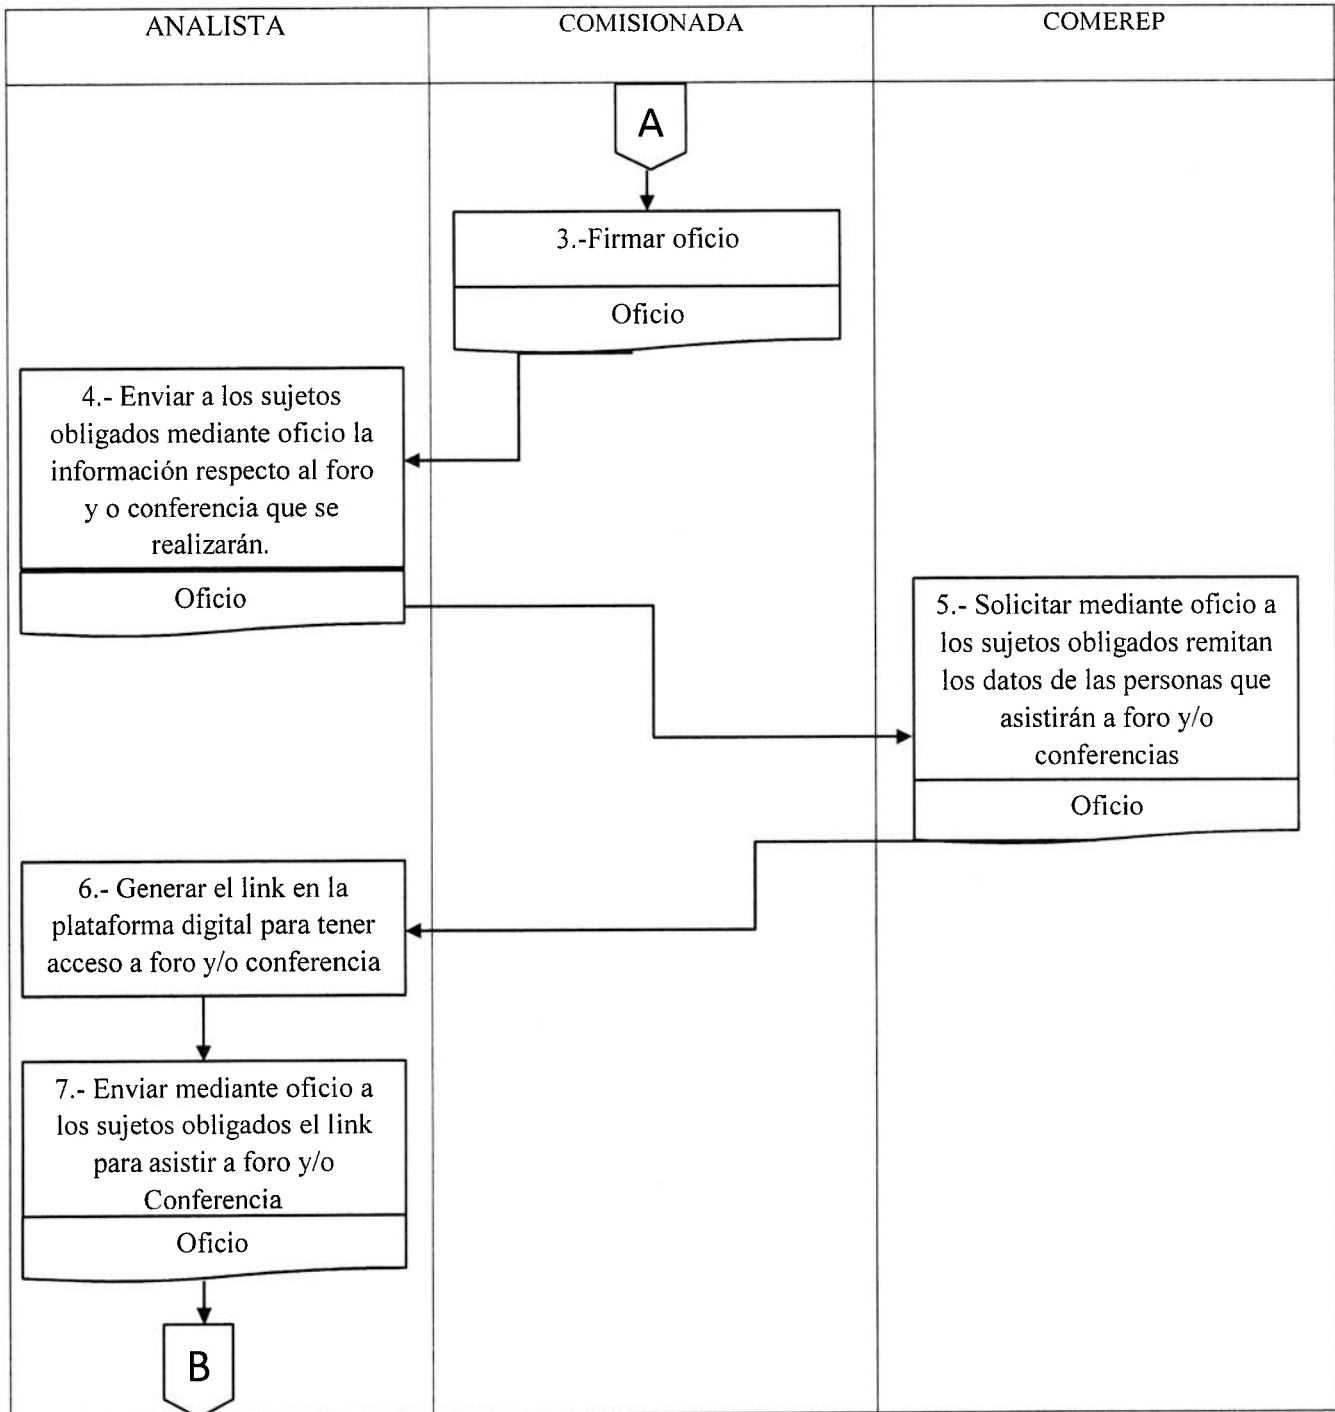 ANALISTA
COMISIONADA
COMEREP
A
3.-Firmar oficio
Oficio
4.- Enviar a los sujetos
obligados mediante oficio la
información respecto al foro
y o conferencia que se
realizarán.
Oficio
5.- Solicitar mediante oficio a
los sujetos obligados remitan
los datos de las personas que
asistirán a foro y/o
conferencias
Oficio
6.- Generar el link en la
plataforma digital para tener
acceso a foro y/o conferencia
7.- Enviar mediante oficio a
los sujetos obligados el link
para asistir a foro y/o
Conferencia
Oficio
B